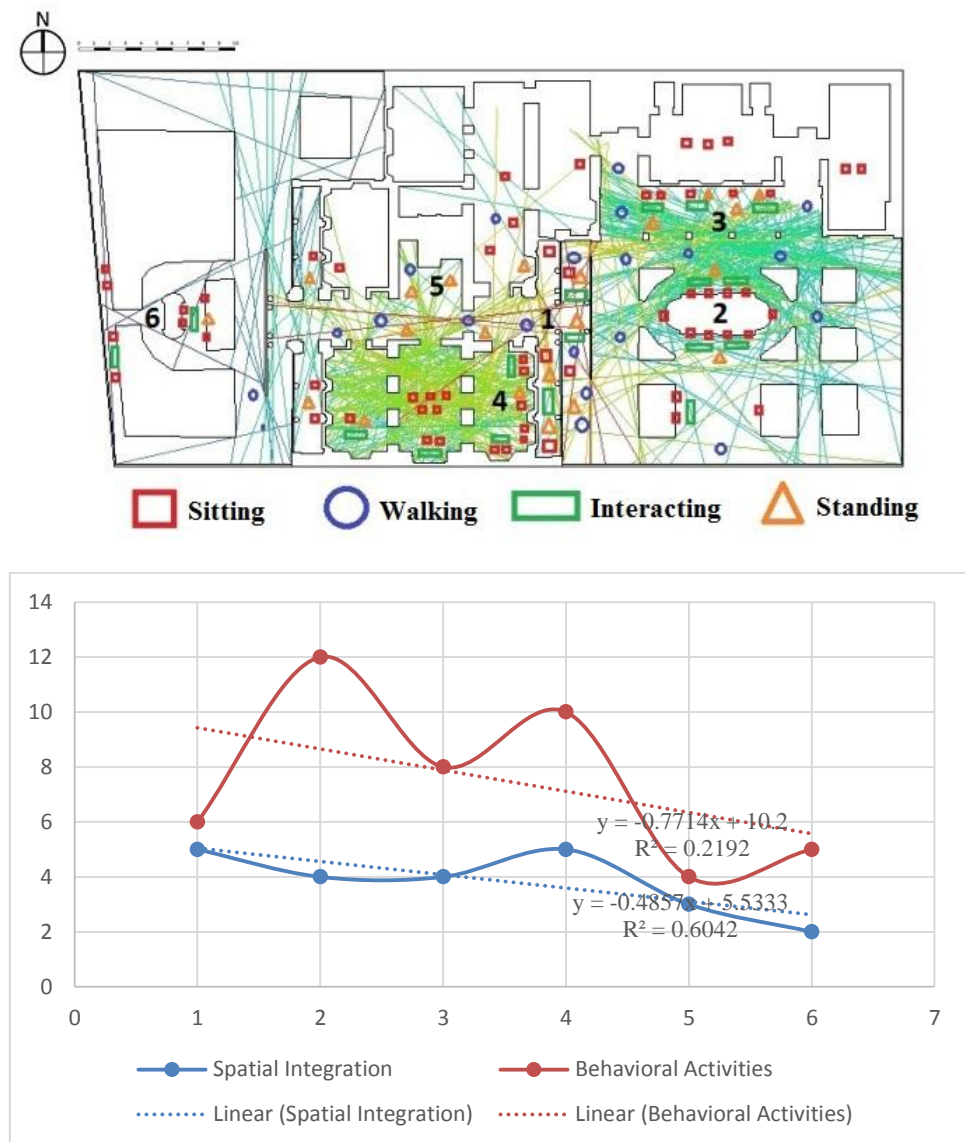 N
3
2
1
5
6
4
Sitting Walking Interacting Standing
14
12
10
8
6
4
2
0
y = -0.7714x + 10.2
R² = 0.2192
y = -0.4857x + 5.5333
R² = 0.6042
0 1 2 3 4 5 6 7
Spatial Integration Behavioral Activities
Linear (Spatial Integration) Linear (Behavioral Activities)